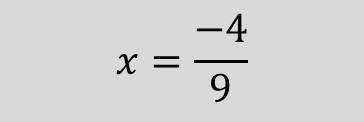 x = −4/9